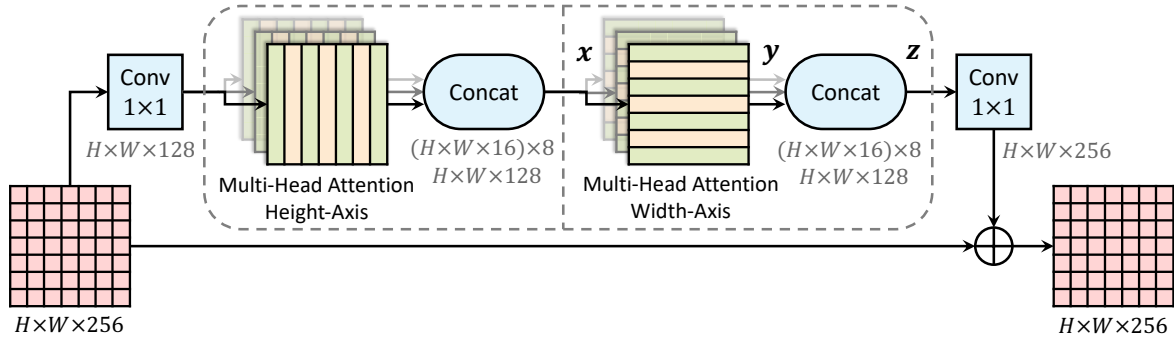 Conv
1×1
H×W×128
Multi-Head Attention
Height-Axis
Concat
(H×W×16)×8
H×W×128
x
y
z
Multi-Head Attention
Width-Axis
Concat
(H×W×16)×8
H×W×128
Conv
1×1
H×W×256
H×W×256
H×W×256